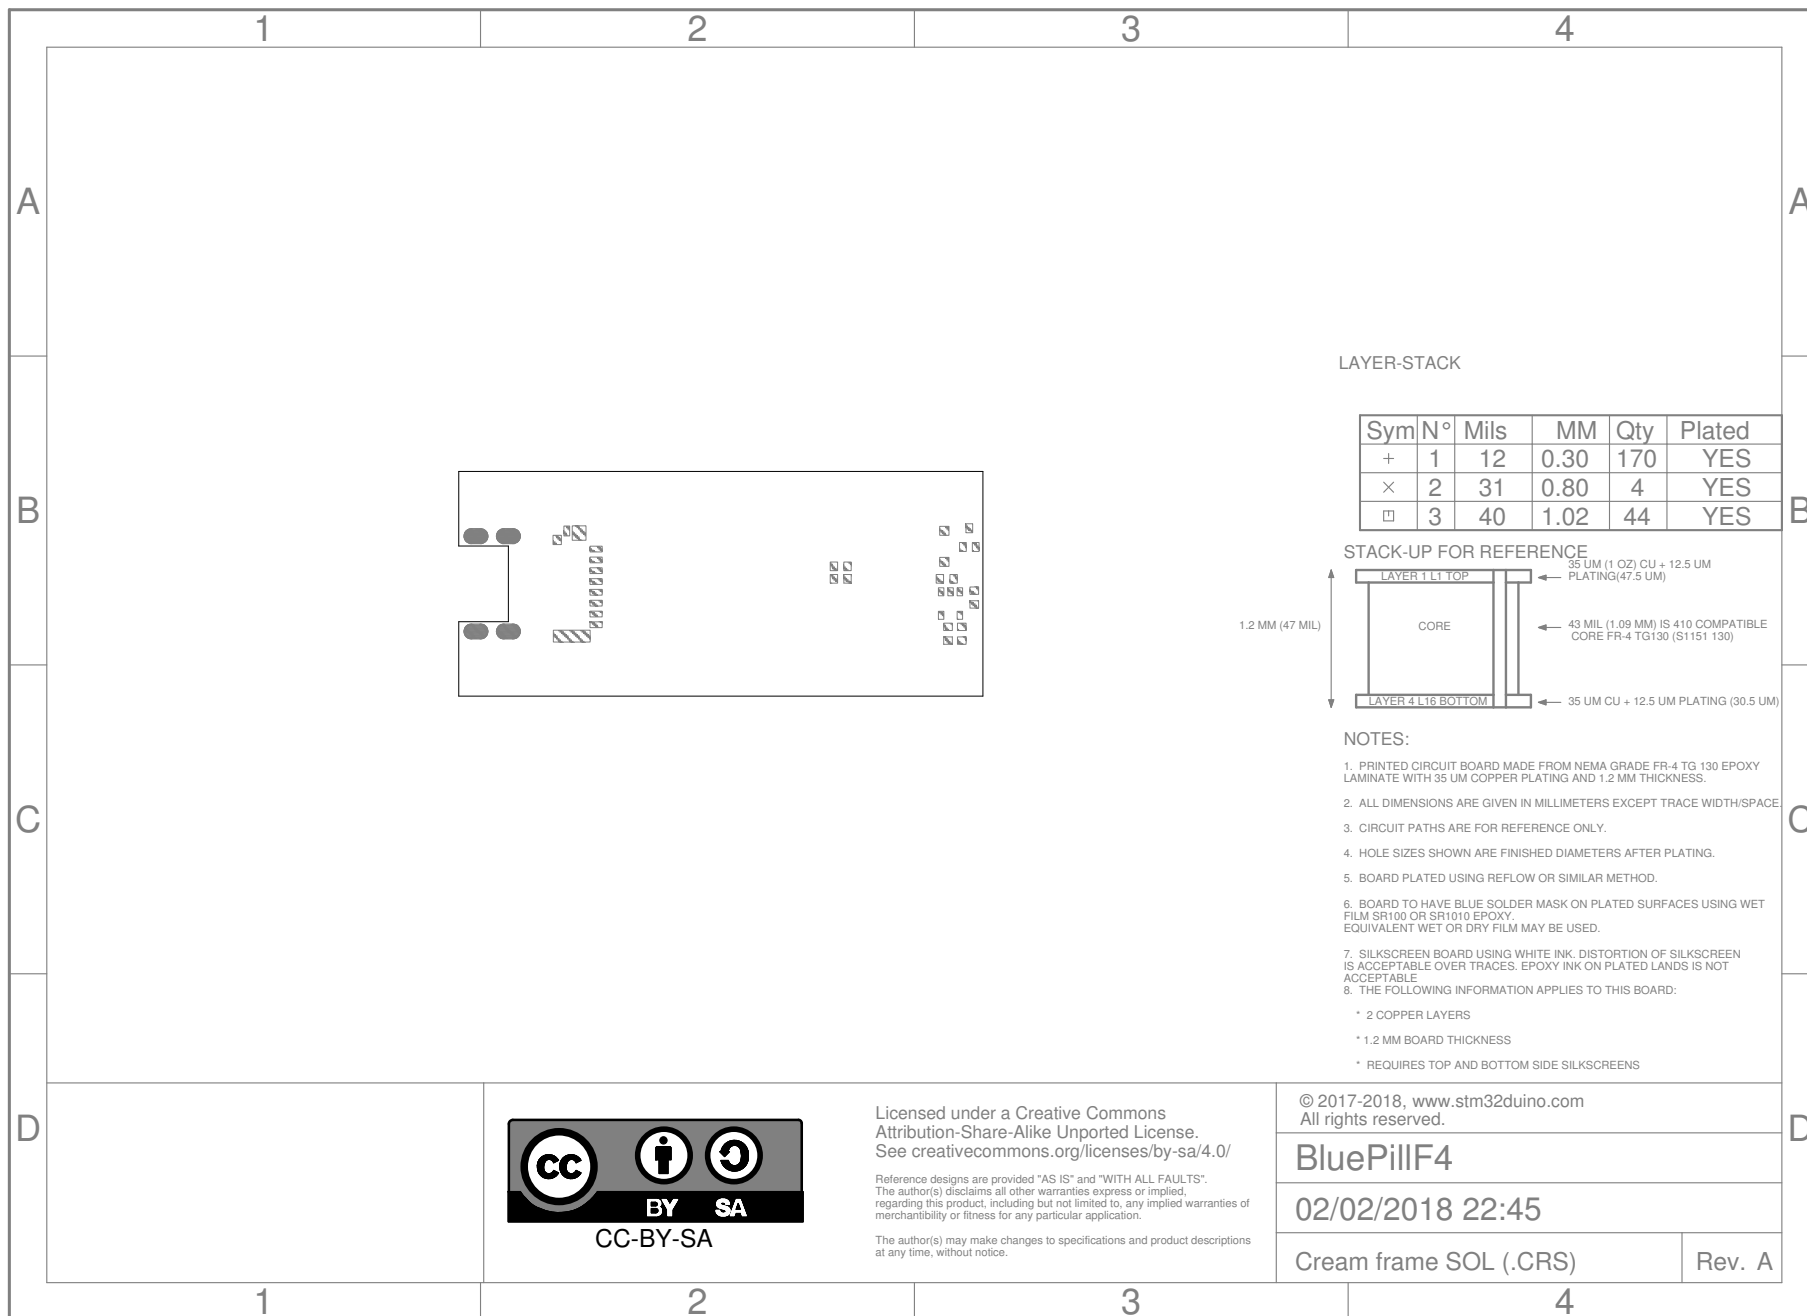 1 2 3 4
A A
LAYER-STACK
Sym N° Mils MM Qty Plated
+ 1 12 0.30 170 YES
× 2 31 0.80 4 YES
3 40 1.02 44 YES
B B
STACK-UP FOR REFERENCE
35 UM (1 OZ) CU + 12.5 UM
PLATING(47.5 UM)
LAYER 1 L1 TOP
1.2 MM (47 MIL)
CORE
43 MIL (1.09 MM) IS 410 COMPATIBLE
CORE FR-4 TG130 (S1151 130)
LAYER 4 L16 BOTTOM
35 UM CU + 12.5 UM PLATING (30.5 UM)
NOTES:
1. PRINTED CIRCUIT BOARD MADE FROM NEMA GRADE FR-4 TG 130 EPOXY
LAMINATE WITH 35 UM COPPER PLATING AND 1.2 MM THICKNESS.
2. ALL DIMENSIONS ARE GIVEN IN MILLIMETERS EXCEPT TRACE WIDTH/SPACE.
C C
3. CIRCUIT PATHS ARE FOR REFERENCE ONLY.
4. HOLE SIZES SHOWN ARE FINISHED DIAMETERS AFTER PLATING.
5. BOARD PLATED USING REFLOW OR SIMILAR METHOD.
6. BOARD TO HAVE BLUE SOLDER MASK ON PLATED SURFACES USING WET
FILM SR100 OR SR1010 EPOXY.
EQUIVALENT WET OR DRY FILM MAY BE USED.
7. SILKSCREEN BOARD USING WHITE INK. DISTORTION OF SILKSCREEN
IS ACCEPTABLE OVER TRACES. EPOXY INK ON PLATED LANDS IS NOT
ACCEPTABLE
8. THE FOLLOWING INFORMATION APPLIES TO THIS BOARD:
* 2 COPPER LAYERS
* 1.2 MM BOARD THICKNESS
* REQUIRES TOP AND BOTTOM SIDE SILKSCREENS
D D
cc
BY SA
CC-BY-SA
Licensed under a Creative Commons
Attribution-Share-Alike Unported License.
See creativecommons.org/licenses/by-sa/4.0/
Reference designs are provided "AS IS" and "WITH ALL FAULTS".
The author(s) disclaims all other warranties express or implied,
regarding this product, including but not limited to, any implied warranties of
merchantibility or fitness for any particular application.
The author(s) may make changes to specifications and product descriptions
at any time, without notice.
© 2017-2018, www.stm32duino.com
All rights reserved.
BluePillF4
02/02/2018 22:45
Cream frame SOL (.CRS)
Rev. A
1 2 3 4